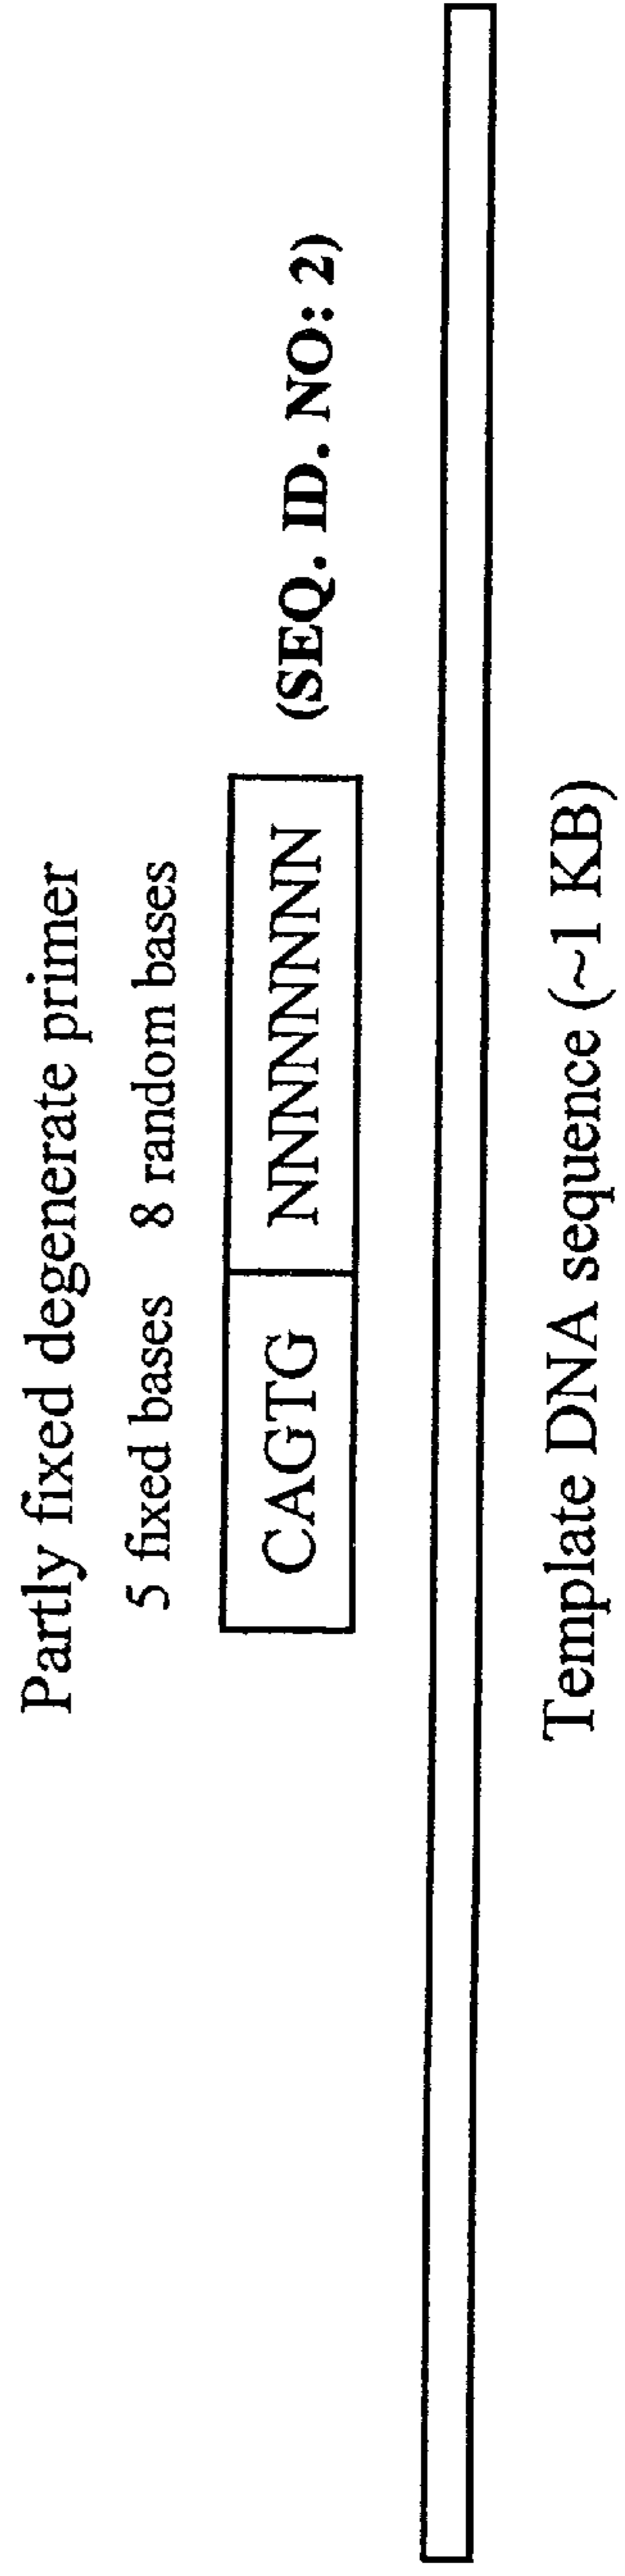 Partly fixed degenerate primer
5 fixed bases 8 random bases
CAGTG NNNNNNNN (SEQ. ID. NO: 2)
Template DNA sequence (~1 KB)